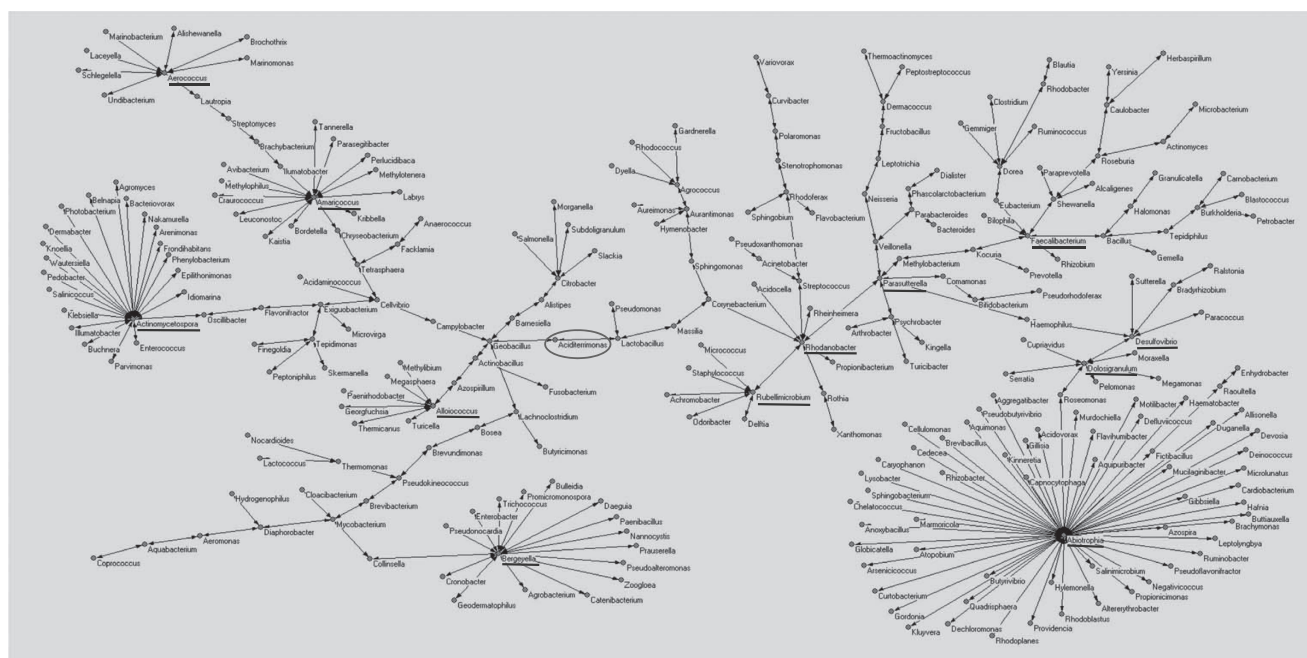 Marinobacterium
Alishewanella
Brochothrix
Laceyella
Marinomonas
Schlegelella
Aerococcus
Undibacterium
Lautropia
Streptomyces
Brachybacterium
Ilumatobacter
Tannerella
Parasegitibacter
Perlucidibaca
Methylotenera
Avibacterium
Methylophilus
Craurococcus
Leuconostoc
Amaricoccus
Labrys
Kribbella
Bordetella
Kaistia
Chryseobacterium
Anaerococcus
Facklamia
Tetrasphaera
Acidaminococcus
Cellvibrio
Agromyces
Belnapia
Bacteriovorax
Photobacterium
Nakamurella
Dermabacter
Arenimonas
Knoellia
Frondihabitans
Wautersiella
Phenylobacterium
Pedobacter
Epilithonimonas
Salinicoccus
Idiomarina
Klebsiella
Actinomycetospora
Illumatobacter
Buchnera
Enterococcus
Parvimonas
Oscillibacter
Flavonifractor
Exiguobacterium
Microvirga
Tepidimonas
Finegoldia
Skermanella
Peptoniphilus
Campylobacter
Geobacillus
Morganella
Subdoligranulum
Salmonella
Slackia
Citrobacter
Alistipes
Barnesiella
Aciditerrimonas
Pseudomonas
Lactobacillus
Massilia
Corynebacterium
Actinobacillus
Methylibium
Megasphaera
Azospirillum
Paenirhodobacter
Georgfuchsia
Alloiococcus
Themicanus
Turicella
Fusobacterium
Lachnoclostridium
Butyricimonas
Bosea
Brevundimonas
Nocardioides
Lactococcus
Thermomonas
Pseudokineococcus
Cloacibacterium
Brevibacterium
Hydrogenophilus
Mycobacterium
Diaphorobacter
Aeromonas
Aquabacterium
Coprococcus
Collinsella
Bulleidia
Promicromonospora
Trichococcus
Daeguia
Enterobacter
Paenibacillus
Pseudonocardia
Nannocystis
Prauserella
Bergeyella
Pseudoalteromonas
Cronobacter
Zoogloea
Agrobacterium
Catenibacterium
Geodermatophilus
Gardnerella
Rhodococcus
Dyella
Agrococcus
Aureimonas
Aurantimonas
Hymenobacter
Sphingomonas
Variovorax
Curvibacter
Polaromonas
Stenotrophomonas
Rhodoferax
Sphingobium
Flavobacterium
Pseudoxanthomonas
Acinetobacter
Streptococcus
Acidocella
Rheinheimera
Rhodanobacter
Propionibacterium
Rothia
Xanthomonas
Micrococcus
Staphylococcus
Achromobacter
Rubellimicrobium
Odoribacter
Delftia
Thermoactinomyces
Peptostreptococcus
Dermacoccus
Fructobacillus
Leptotrichia
Dialister
Phascolarctobacterium
Neisseria
Parabacteroides
Bacteroides
Veillonella
Methylobacterium
Parasutterella
Comamonas
Kocuria
Prevotella
Bifidobacterium
Pseudorhodoferax
Haemophilus
Psychrobacter
Arthrobacter
Kingella
Turicibacter
Blautia
Rhodobacter
Clostridium
Gemmiger
Ruminococcus
Dorea
Eubacterium
Bilophila
Faecalibacterium
Rhizobium
Yersinia
Herbaspirillum
Caulobacter
Microbacterium
Actinomyces
Roseburia
Paraprevotella
Alcaligenes
Shewanella
Granulicatella
Carnobacterium
Halomonas
Blastococcus
Burkholderia
Petrobacter
Tepidiphilus
Bacillus
Gemella
Sutterella
Ralstonia
Bradyrhizobium
Paracoccus
Desulfovibrio
Cupriavidus
Moraxella
Dolosigranulum
Serratia
Megamonas
Pelomonas
Roseomonas
Enhydrobacter
Raoultella
Haematobacter
Motilibacter
Aggregatibacter
Pseudobutyrivibrio
Murdochiella
Defluviicoccus
Allisonella
Aquimonas
Acidovorax
Duganella
Cellulomonas
Brevibacillus
Gillisia
Flavihumibacter
Devosia
Cedecea
Kinneretia
Fictibacillus
Deinococcus
Caryophanon
Aquipuribacter
Mucilaginibacter
Microlunatus
Lysobacter
Rhizobacter
Capnocytophaga
Cardiobacterium
Sphingobacterium
Gibbsiella
Hafnia
Chelatococcus
Buttiauxella
Anoxybacillus
Marmoricola
Azospira
Brachymonas
Abiotrophia
Leptolyngbya
Globicatella
Atopobium
Ruminobacter
Arsenicicoccus
Salinimicrobium
Pseudoflavonifractor
Butyrivibrio
Hylemonella
Negativicoccus
Curtobacterium
Propionicimonas
Quadrisphaera
Altererythrobacter
Gordonia
Rhodoblastus
Kluyvera
Dechloromonas
Providencia
Rhodoplanes